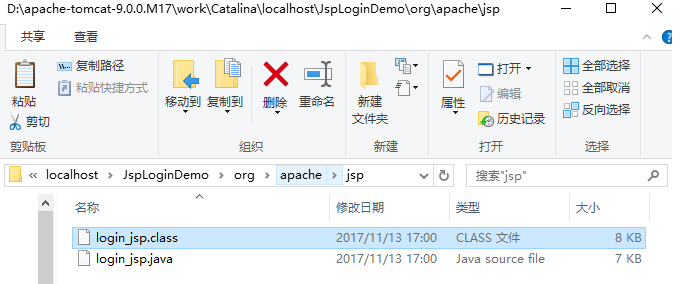 D:\apache-tomcat-9.0.0.M17\work\Catalina\localhost\JspLoginDemo\org\apache\jsp
共享 查看
粘贴 复制路径 粘贴快捷方式 剪切
移动到 复制到 删除 重命名
新建
文件夹
属性 打开 编辑 历史记录
全部选择 全部取消 反向选择
剪贴板 组织 新建 打开 选择
« localhost > JspLoginDemo > org > apache > jsp
搜索"jsp"
名称 修改日期 类型 大小
login_jsp.class 2017/11/13 17:00 CLASS 文件 8 KB
login_jsp.java 2017/11/13 17:00 Java source file 7 KB